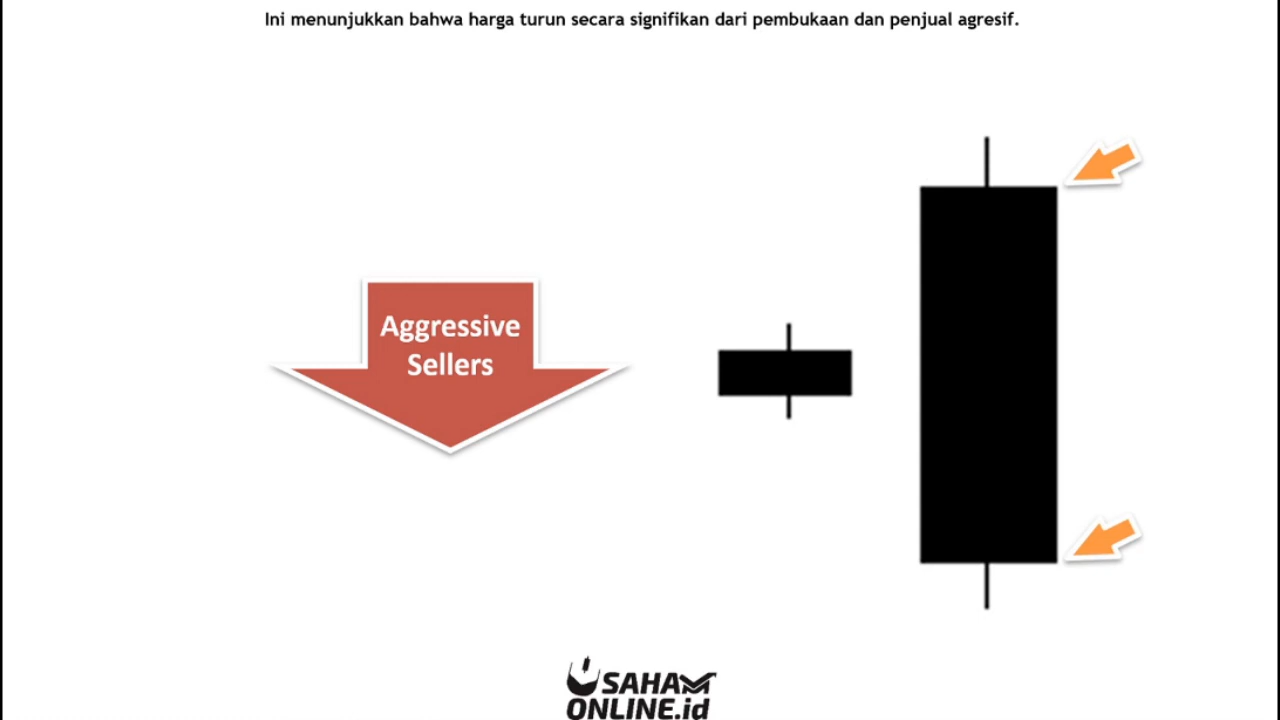 Ini menunjukkan bahwa harga turun secara signifikan dari pembukaan dan penjual agresif.
Aggressive
Sellers
SAHAM
ONLINE.id